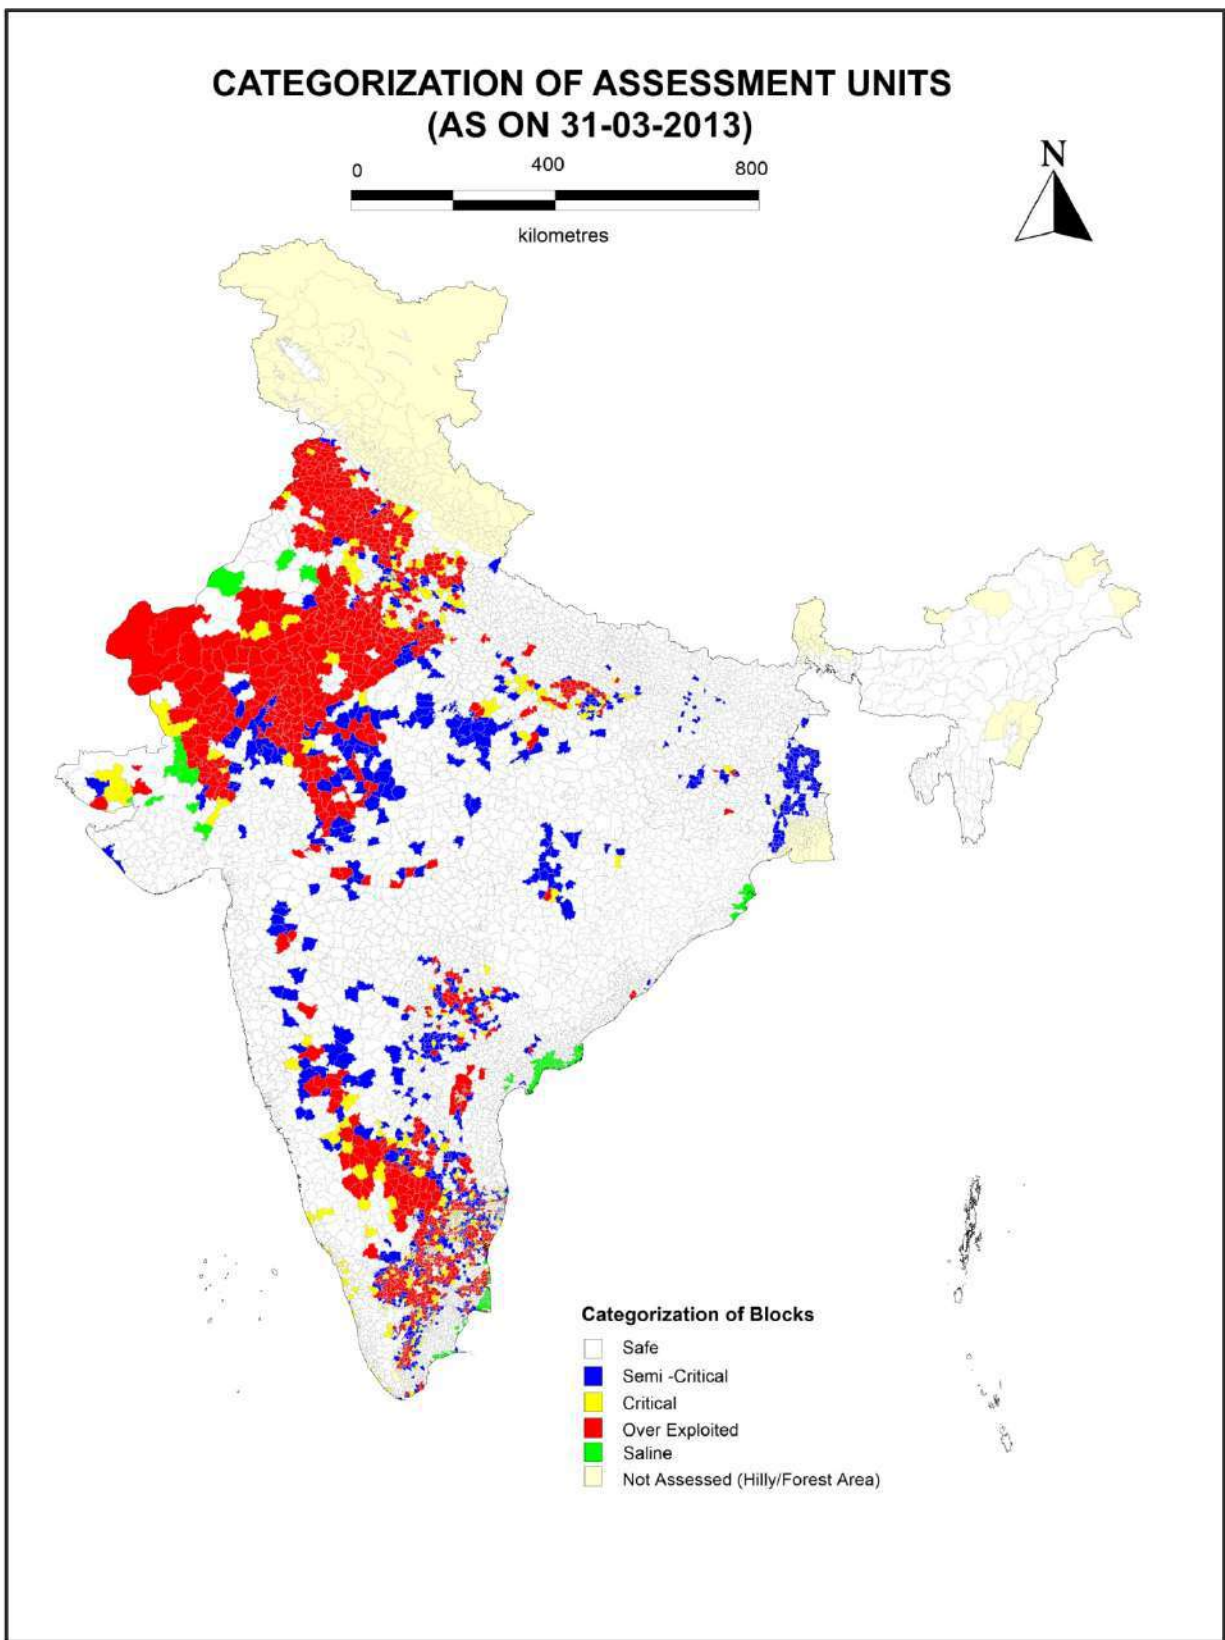 CATEGORIZATION OF ASSESSMENT UNITS
(AS ON 31-03-2013)
0 400 800
kilometres
N
Categorization of Blocks
Safe
Semi -Critical
Critical
Over Exploited
Saline
Not Assessed (Hilly/Forest Area)